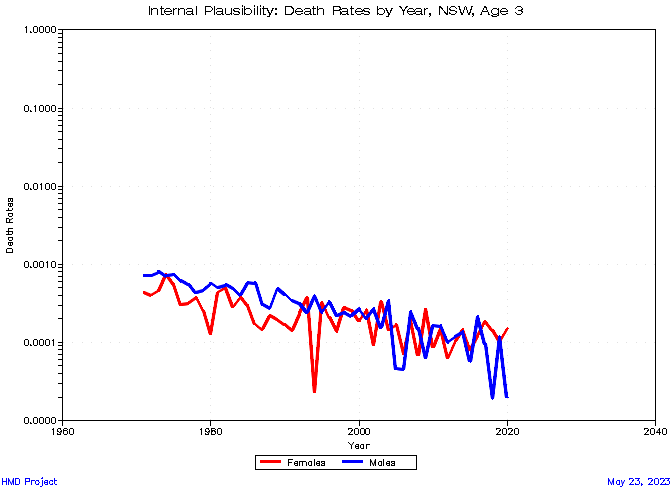 Internal Plausibility: Death Rates by Year, NSW, Age 3
1.0000
0.1000
0.0100
0.0010
0.0001
0.0000
Death Rates
1960
1980
2000
2020
2040
Year
Females
Males
HMD Project
May 23, 2023